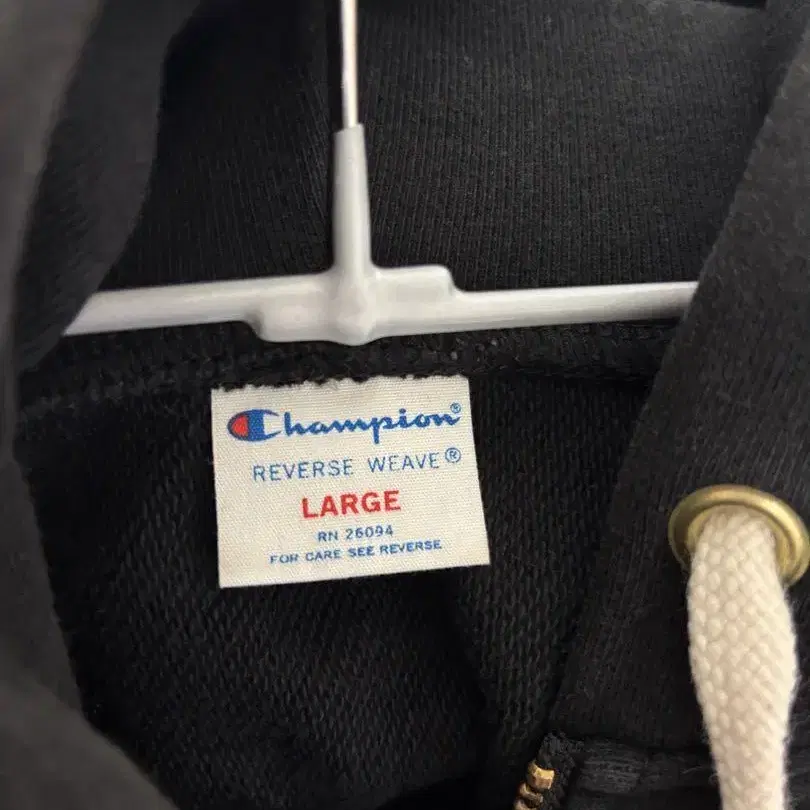 Champion®
REVERSE WEAVE®
LARGE
RN 26094
FOR CARE SEE REVERSE